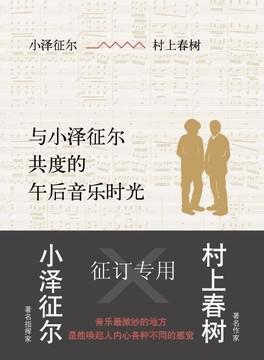 小泽征尔 村上春树
与小泽征尔
共度的
午后音乐时光
小泽征尔
著名指挥家
征订专用
村上春树
著名作家
音乐最微妙的地方
是能唤起人内心各种不同的感觉